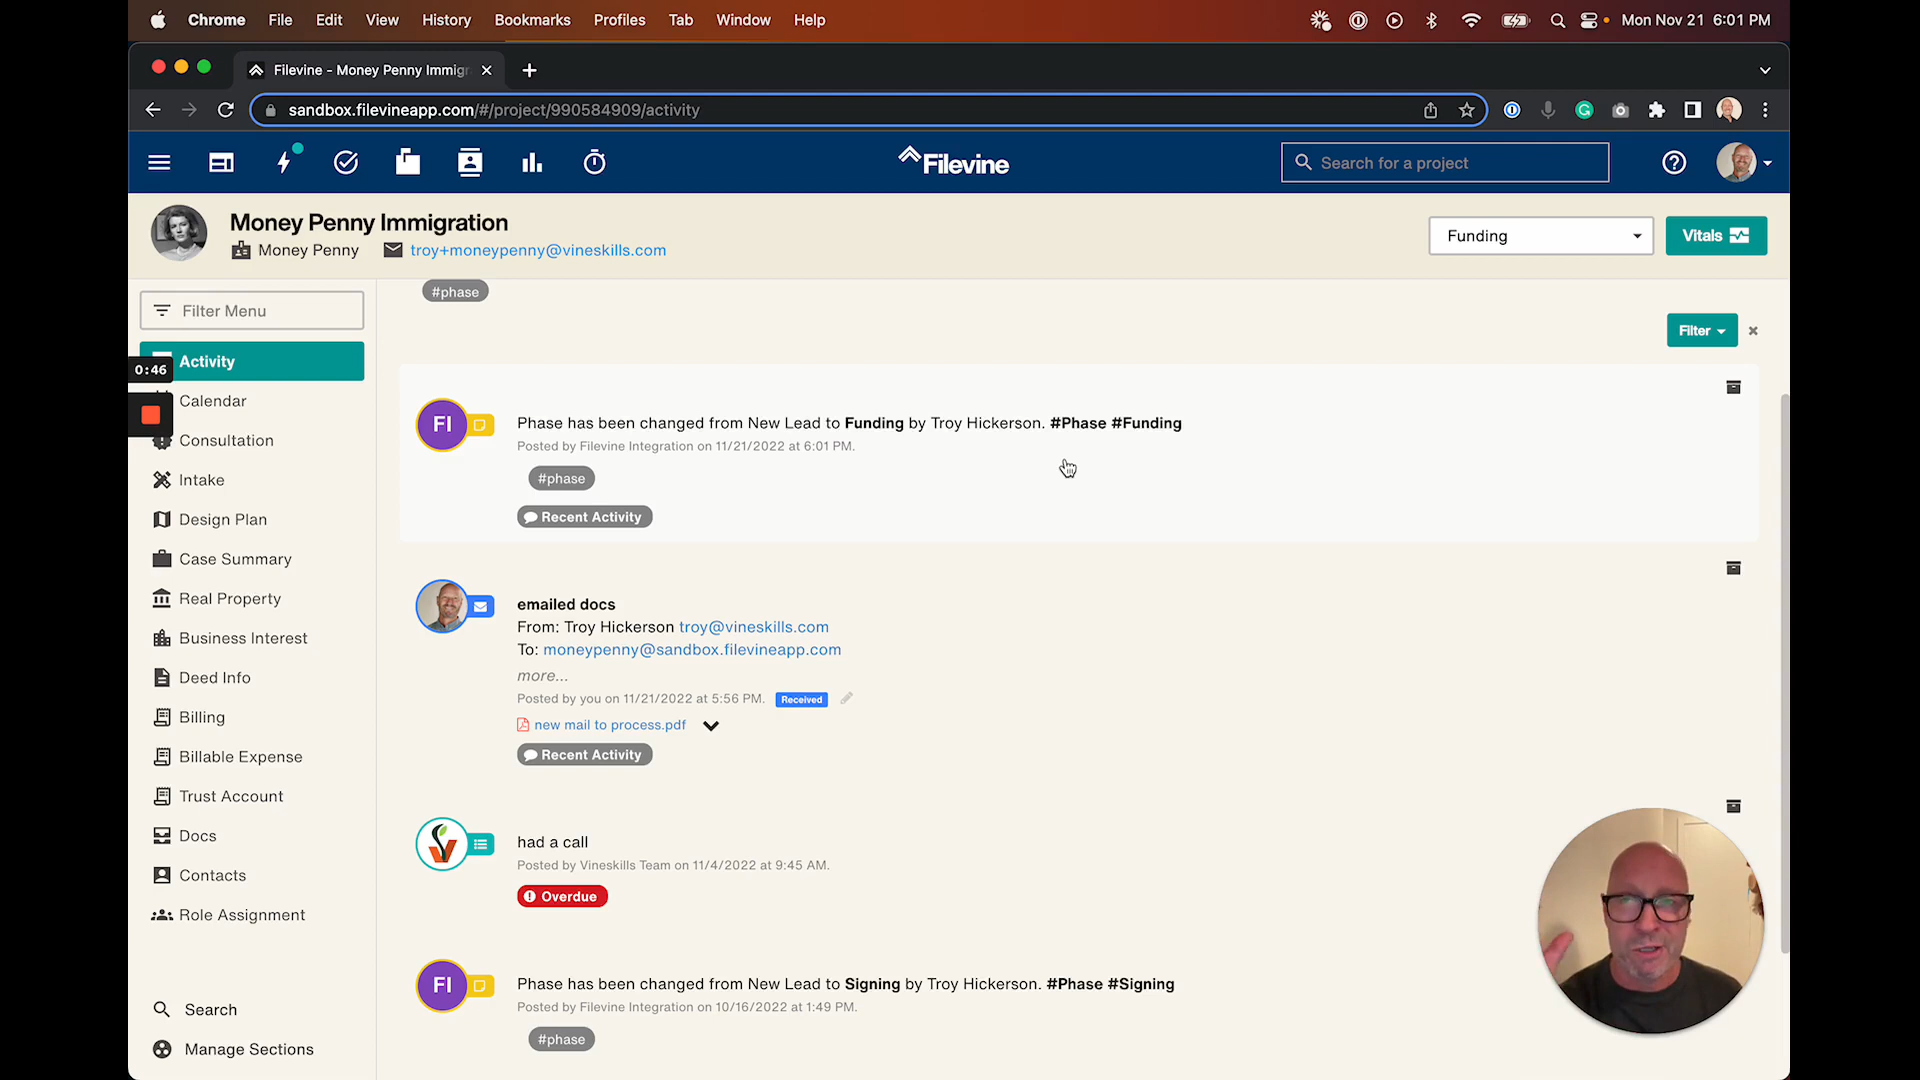 Chrome File Edit View History Bookmarks Profiles Tab Window Help Mon Nov 21 6:01 PM
Filevine - Money Penny Immigr
sandbox.filevineapp.com/#/project/990584909/activity
Filevine
Search for a project
Money Penny Immigration
Money Penny troy+moneypenny@vineskills.com
Funding
Vitals
Filter Menu
Activity
0:46
Calendar
Consultation
Intake
Design Plan
Case Summary
Real Property
Business Interest
Deed Info
Billing
Billable Expense
Trust Account
Docs
Contacts
Role Assignment
Search
Manage Sections
#phase
Filter
FI
Phase has been changed from New Lead to Funding by Troy Hickerson. #Phase #Funding
Posted by Filevine Integration on 11/21/2022 at 6:01 PM.
#phase
Recent Activity
emailed docs
From: Troy Hickerson troy@vineskills.com
To: moneypenny@sandbox.filevineapp.com
more...
Posted by you on 11/21/2022 at 5:56 PM. Received
new mail to process.pdf
Recent Activity
had a call
Posted by Vineskills Team on 11/4/2022 at 9:45 AM.
Overdue
FI
Phase has been changed from New Lead to Signing by Troy Hickerson. #Phase #Signing
Posted by Filevine Integration on 10/16/2022 at 1:49 PM.
#phase